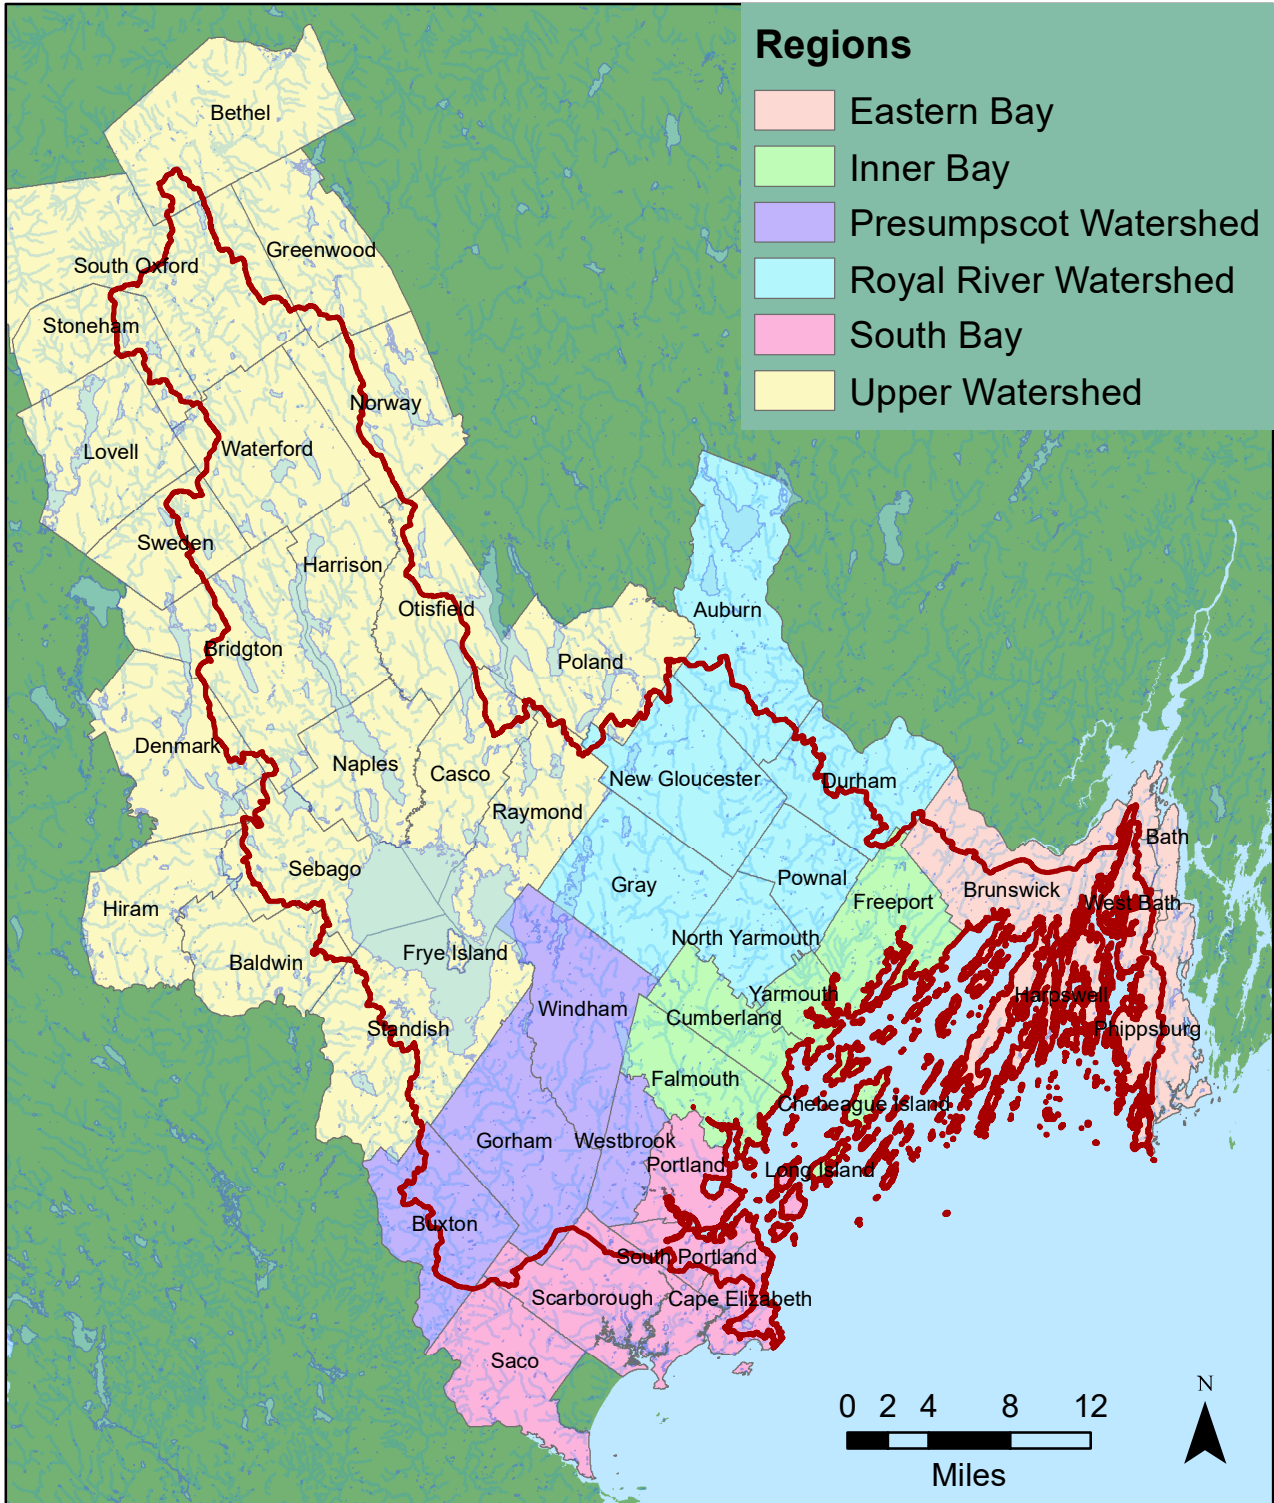 Regions
Eastern Bay
Inner Bay
Presumpscot Watershed
Royal River Watershed
South Bay
Upper Watershed
Bethel
Greenwood
South Oxford
Stoneham
Norway
Lovell
Waterford
Sweden
Harrison
Otisfield
Auburn
Bridgton
Poland
Denmark
Naples
Casco
New Gloucester
Durham
Raymond
Bath
Sebago
Gray
Pownal
Brunswick
Freeport
West Bath
Hiram
North Yarmouth
Frye Island
Baldwin
Yarmouth
Harpswell
Windham
Cumberland
Standish
Phippsburg
Falmouth
Chebeague Island
Gorham
Westbrook
Portland
Long Island
Buxton
South Portland
Scarborough
Cape Elizabeth
Saco
N
0 2 4 8 12
Miles